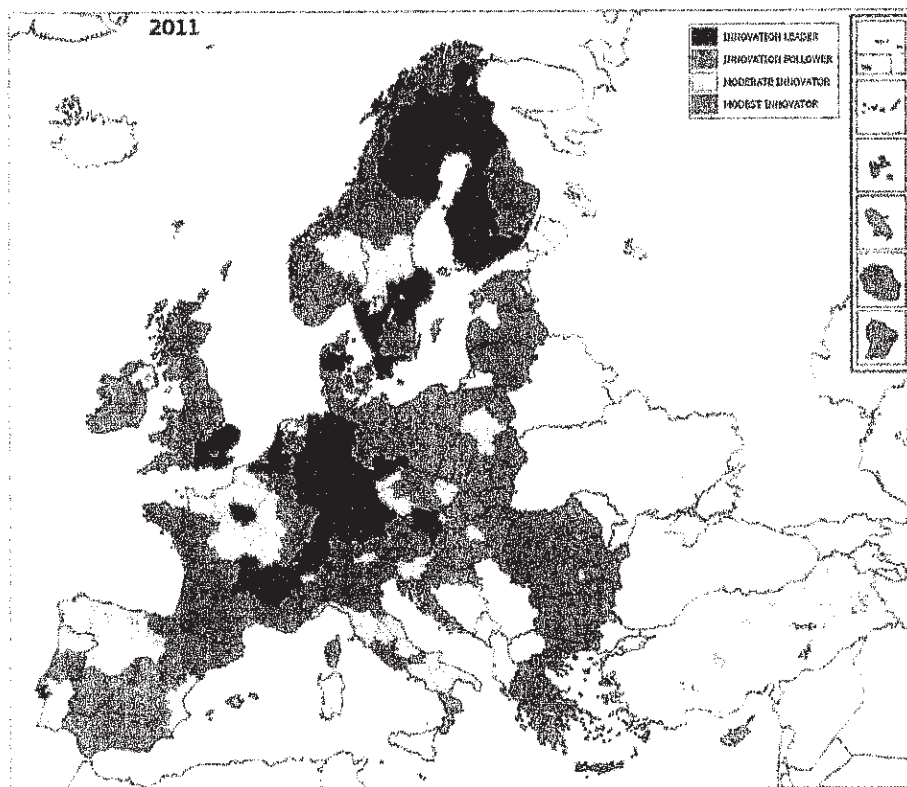 2011
INNOVATION LEADER
INNOVATION FOLLOWER
MODERATE INNOVATOR
MODEST INNOVATOR